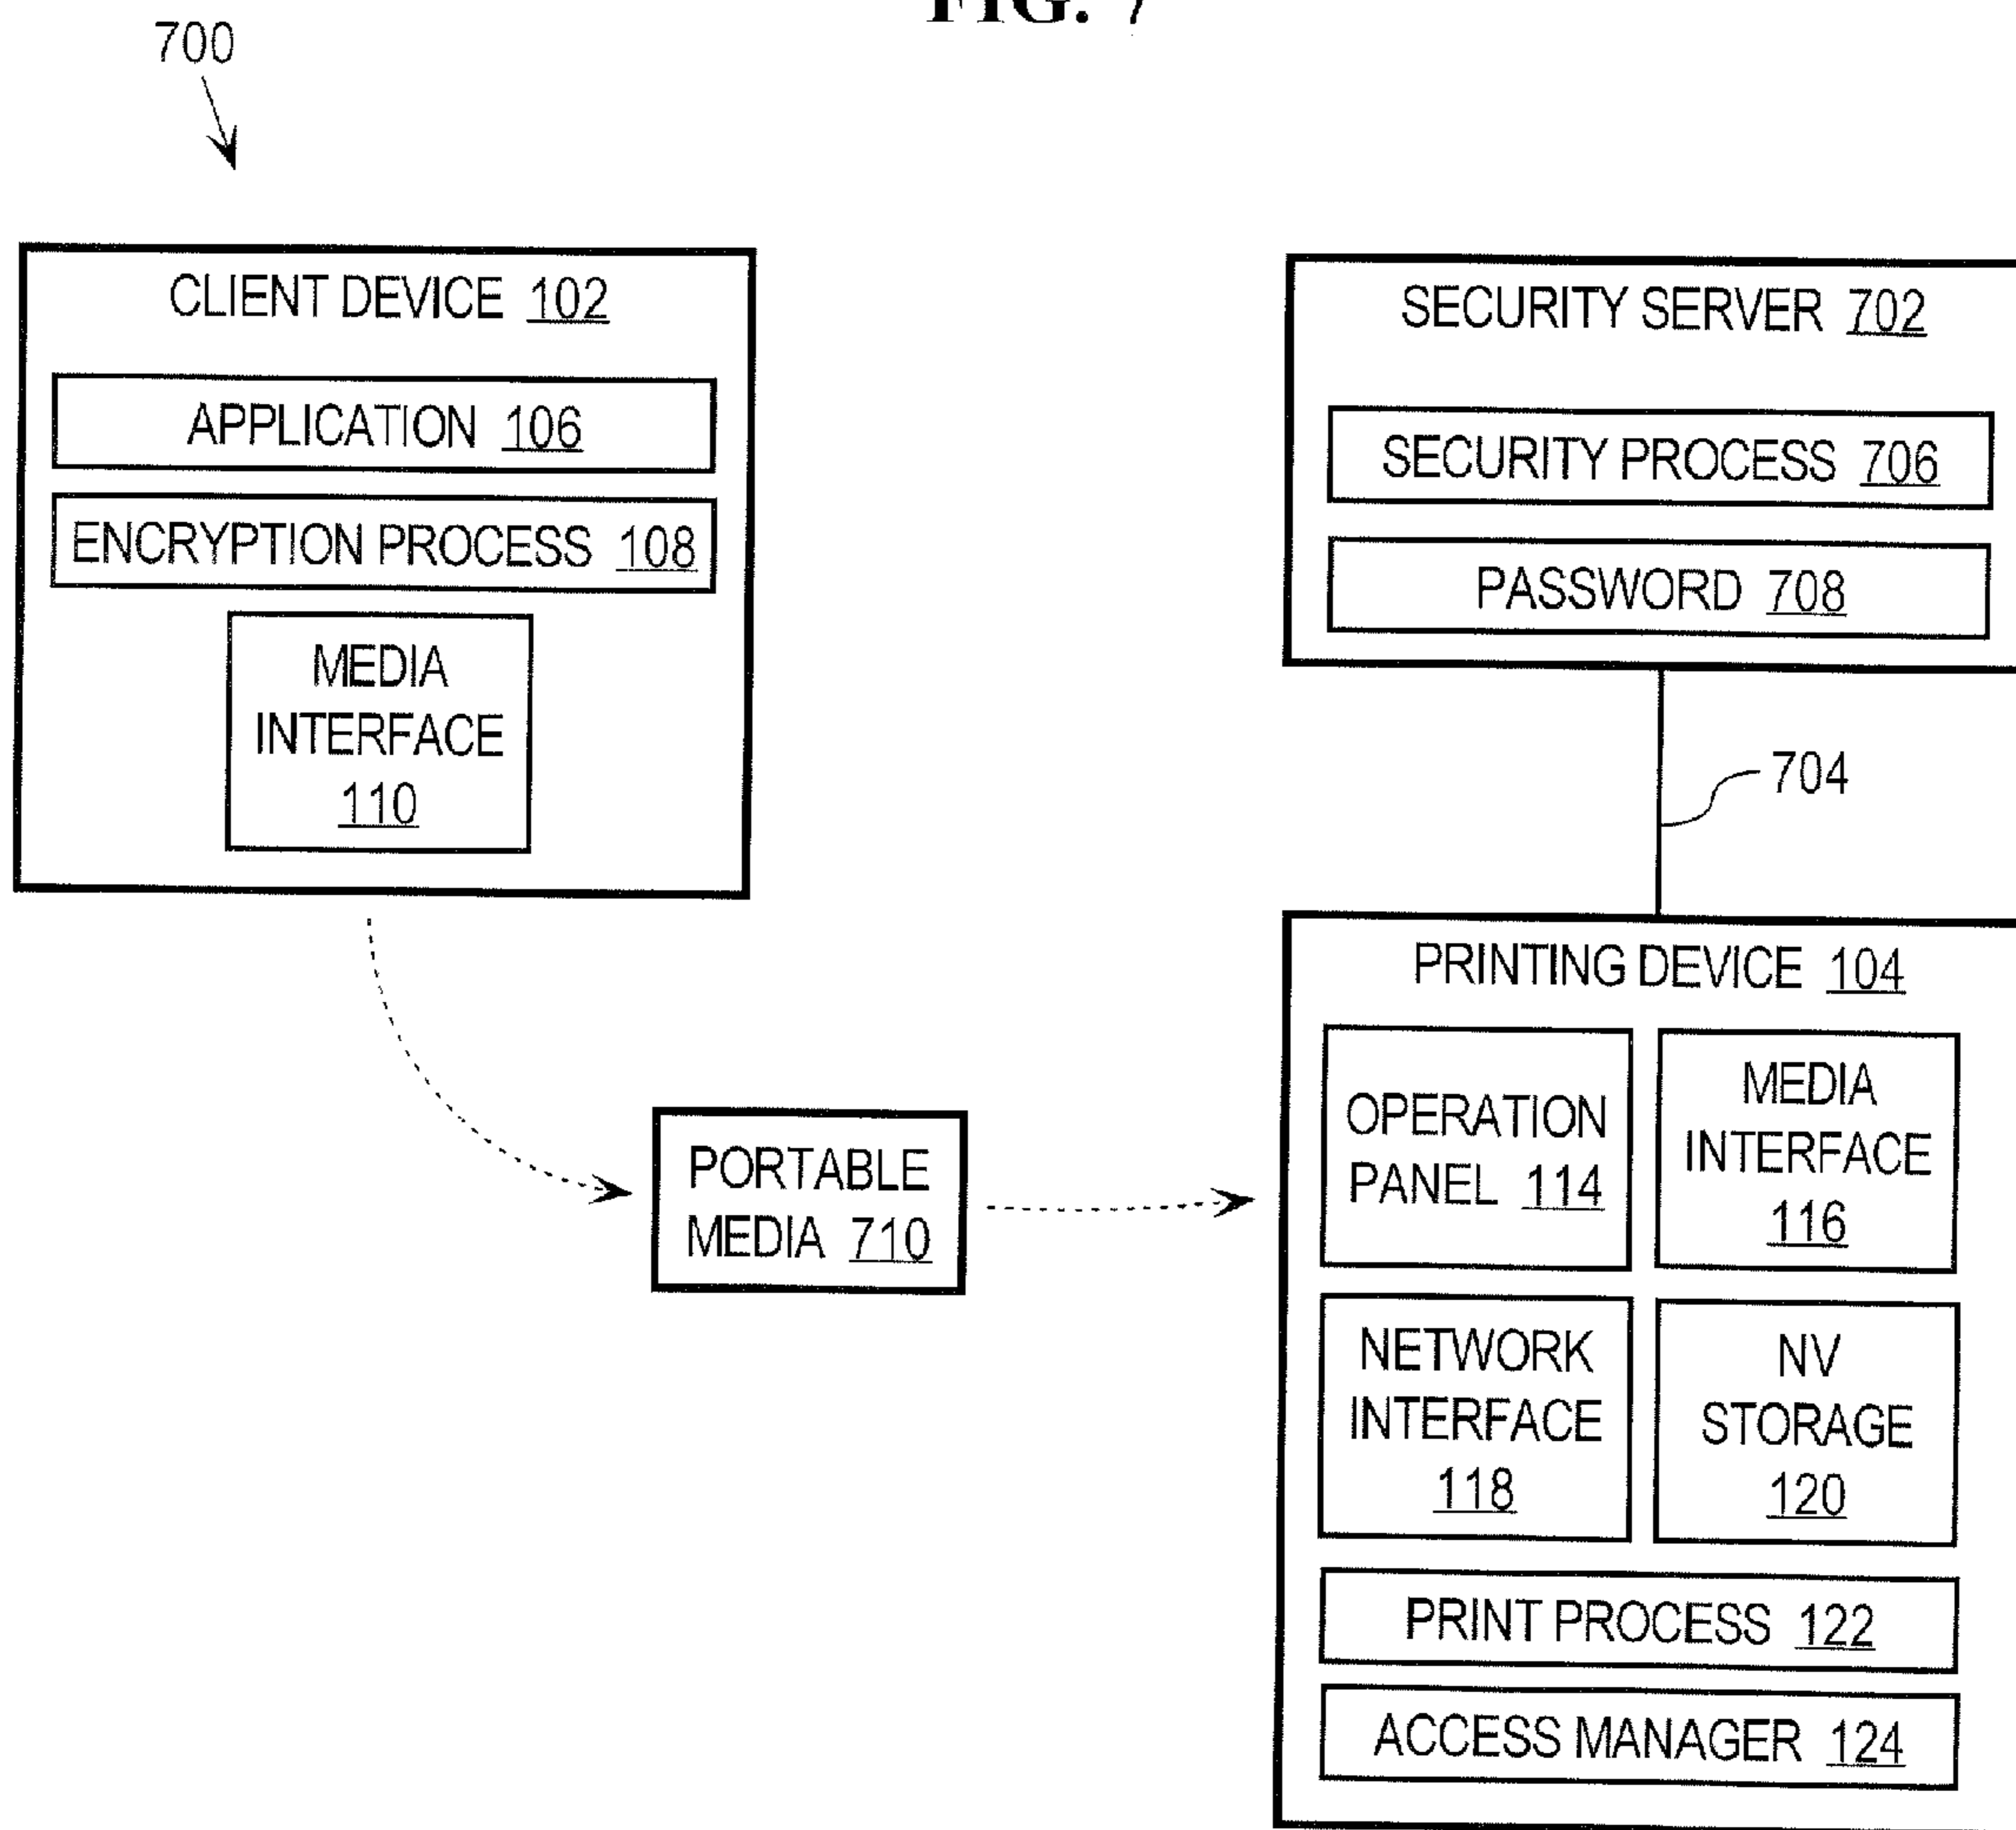 FIG. 7
700
CLIENT DEVICE 102
APPLICATION 106
ENCRYPTION PROCESS 108
MEDIA
INTERFACE
110
SECURITY SERVER 702
SECURITY PROCESS 706
PASSWORD 708
704
PORTABLE
MEDIA 710
PRINTING DEVICE 104
OPERATION
PANEL 114
MEDIA
INTERFACE
116
NETWORK
INTERFACE
118
NV
STORAGE
120
PRINT PROCESS 122
ACCESS MANAGER 124